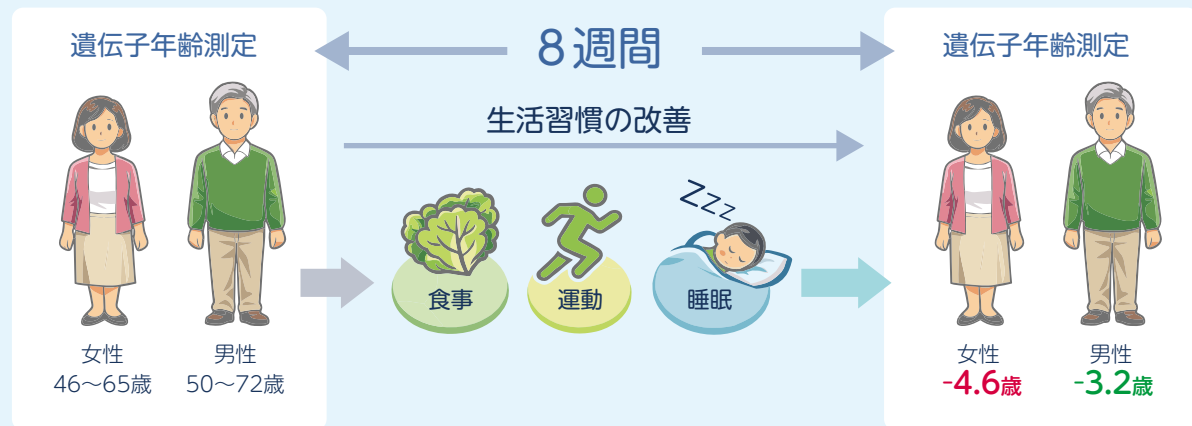 遺伝子年齢測定
８週間
遺伝子年齢測定
生活習慣の改善
ZZZ
食事
運動
睡眠
女性
46〜65歳
男性
50〜72歳
女性
-4.6歳
男性
-3.2歳